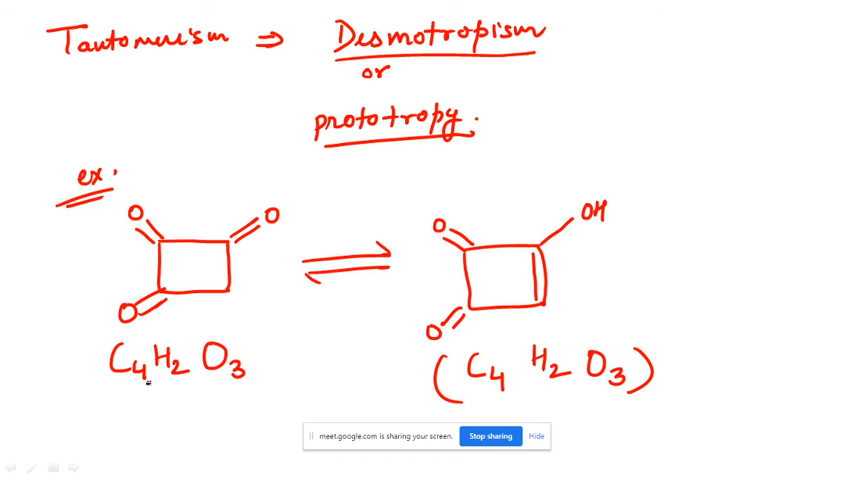 Tautomerism ⇒ Desmotropism
or
prototropy.
ex.
O O O OH
O O
C4H2O3 (C4H2O3)
meet.google.com is sharing your screen. Stop sharing Hide